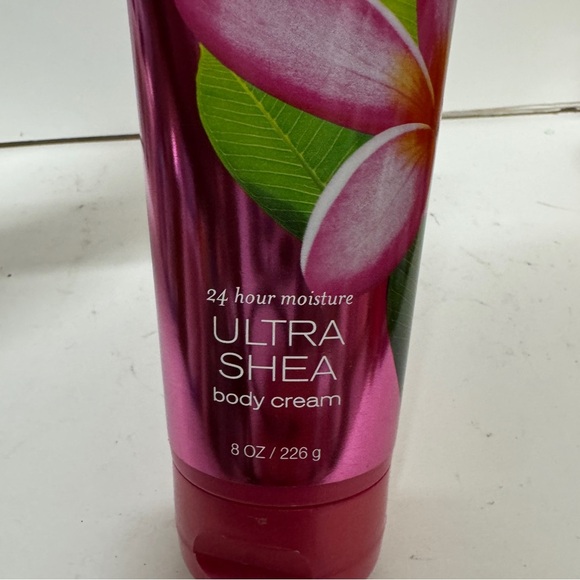 24 hour moisture
ULTRA
SHEA
body cream
8 OZ / 226 g